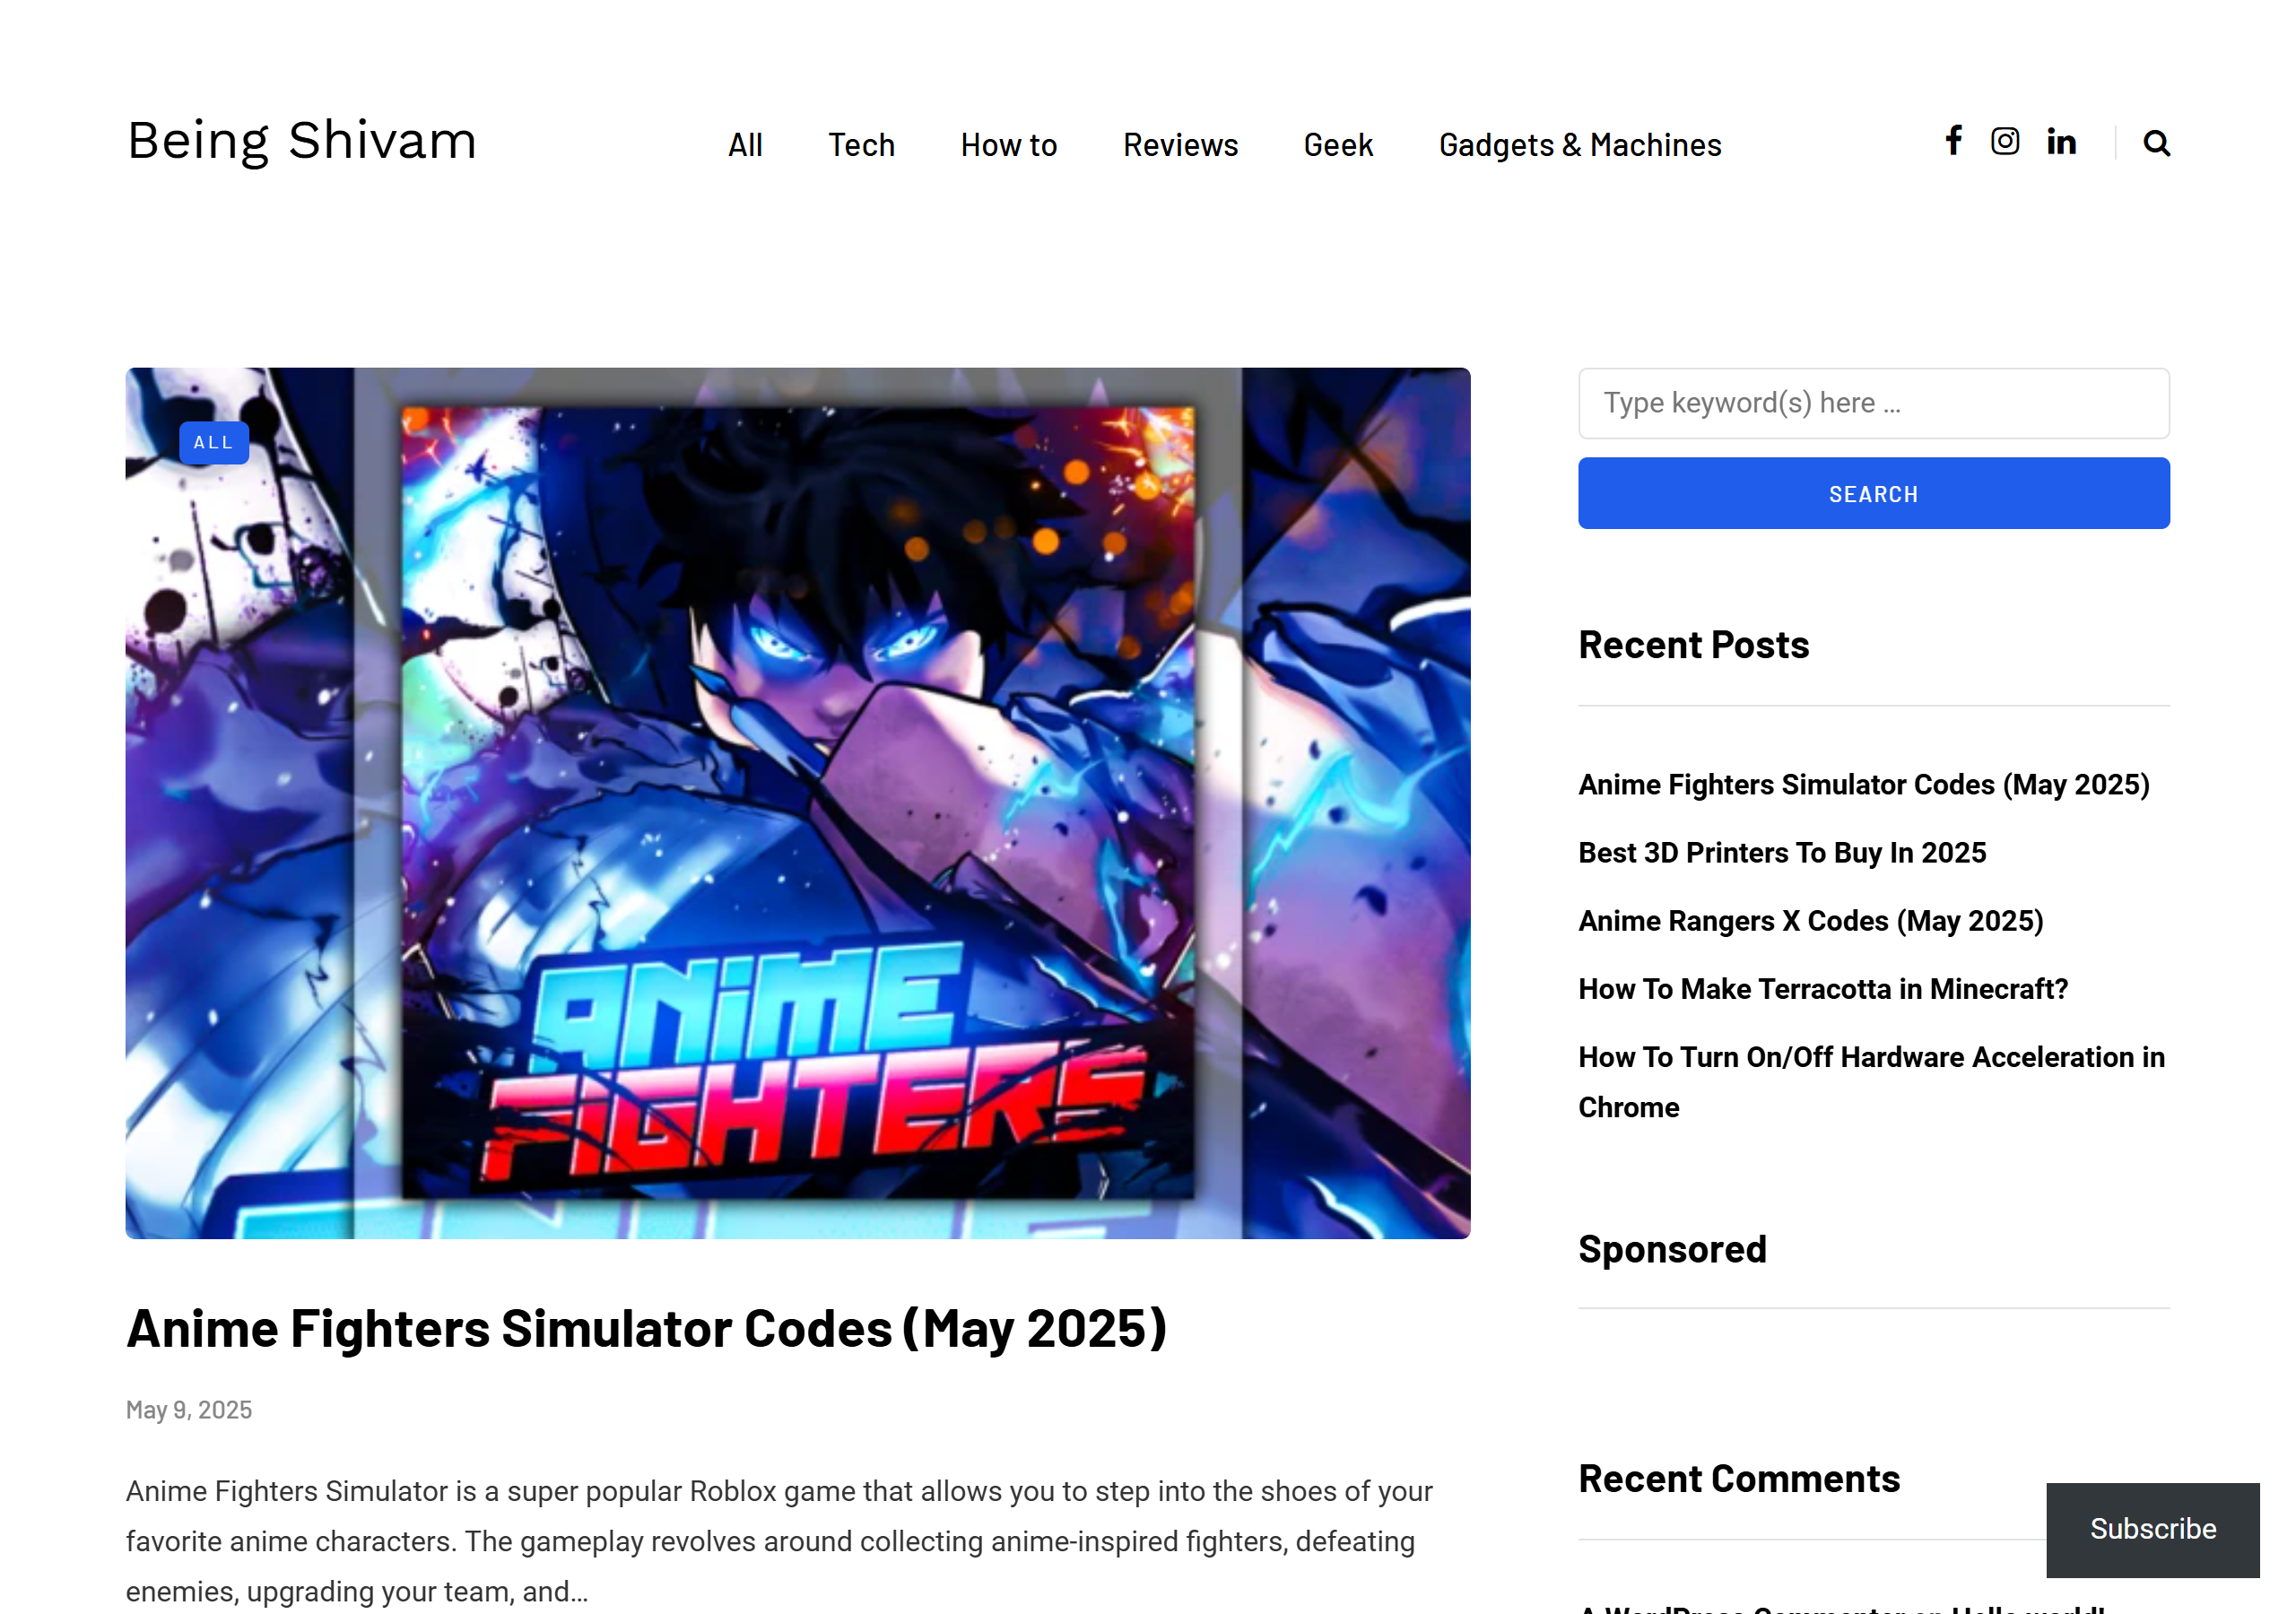 Being Shivam
All Tech How to Reviews Geek Gadgets & Machines
ALL
ANiME
FiGHTERS
Anime Fighters Simulator Codes (May 2025)
May 9, 2025
Anime Fighters Simulator is a super popular Roblox game that allows you to step into the shoes of your
favorite anime characters. The gameplay revolves around collecting anime-inspired fighters, defeating
enemies, upgrading your team, and...
Type keyword(s) here ...
SEARCH
Recent Posts
Anime Fighters Simulator Codes (May 2025)
Best 3D Printers To Buy In 2025
Anime Rangers X Codes (May 2025)
How To Make Terracotta in Minecraft?
How To Turn On/Off Hardware Acceleration in
Chrome
Sponsored
Recent Comments
Subscribe
A WordPress Commenter on Hello world!